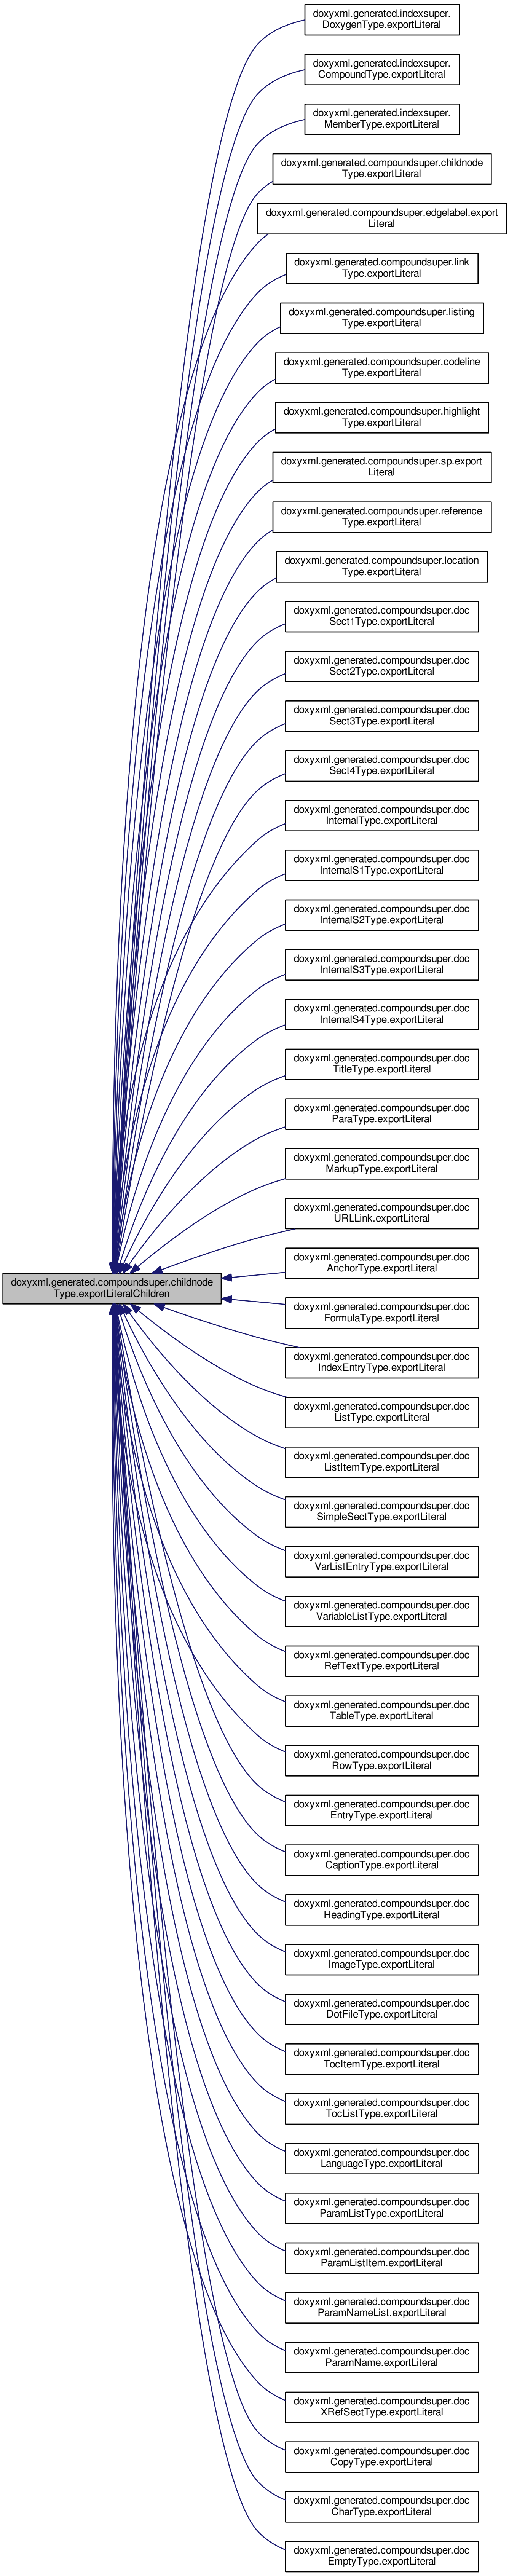 doxyxml.generated.indexsuper.
DoxygenType.exportLiteral
doxyxml.generated.indexsuper.
CompoundType.exportLiteral
doxyxml.generated.indexsuper.
MemberType.exportLiteral
doxyxml.generated.compoundsuper.childnode
Type.exportLiteral
doxyxml.generated.compoundsuper.edgelabel.export
Literal
doxyxml.generated.compoundsuper.link
Type.exportLiteral
doxyxml.generated.compoundsuper.listing
Type.exportLiteral
doxyxml.generated.compoundsuper.codeline
Type.exportLiteral
doxyxml.generated.compoundsuper.highlight
Type.exportLiteral
doxyxml.generated.compoundsuper.sp.export
Literal
doxyxml.generated.compoundsuper.reference
Type.exportLiteral
doxyxml.generated.compoundsuper.location
Type.exportLiteral
doxyxml.generated.compoundsuper.doc
Sect1Type.exportLiteral
doxyxml.generated.compoundsuper.doc
Sect2Type.exportLiteral
doxyxml.generated.compoundsuper.doc
Sect3Type.exportLiteral
doxyxml.generated.compoundsuper.doc
Sect4Type.exportLiteral
doxyxml.generated.compoundsuper.doc
InternalType.exportLiteral
doxyxml.generated.compoundsuper.doc
InternalS1Type.exportLiteral
doxyxml.generated.compoundsuper.doc
InternalS2Type.exportLiteral
doxyxml.generated.compoundsuper.doc
InternalS3Type.exportLiteral
doxyxml.generated.compoundsuper.doc
InternalS4Type.exportLiteral
doxyxml.generated.compoundsuper.doc
TitleType.exportLiteral
doxyxml.generated.compoundsuper.doc
ParaType.exportLiteral
doxyxml.generated.compoundsuper.doc
MarkupType.exportLiteral
doxyxml.generated.compoundsuper.doc
URLLink.exportLiteral
doxyxml.generated.compoundsuper.doc
AnchorType.exportLiteral
doxyxml.generated.compoundsuper.childnode
Type.exportLiteralChildren
doxyxml.generated.compoundsuper.doc
FormulaType.exportLiteral
doxyxml.generated.compoundsuper.doc
IndexEntryType.exportLiteral
doxyxml.generated.compoundsuper.doc
ListType.exportLiteral
doxyxml.generated.compoundsuper.doc
ListItemType.exportLiteral
doxyxml.generated.compoundsuper.doc
SimpleSectType.exportLiteral
doxyxml.generated.compoundsuper.doc
VarListEntryType.exportLiteral
doxyxml.generated.compoundsuper.doc
VariableListType.exportLiteral
doxyxml.generated.compoundsuper.doc
RefTextType.exportLiteral
doxyxml.generated.compoundsuper.doc
TableType.exportLiteral
doxyxml.generated.compoundsuper.doc
RowType.exportLiteral
doxyxml.generated.compoundsuper.doc
EntryType.exportLiteral
doxyxml.generated.compoundsuper.doc
CaptionType.exportLiteral
doxyxml.generated.compoundsuper.doc
HeadingType.exportLiteral
doxyxml.generated.compoundsuper.doc
ImageType.exportLiteral
doxyxml.generated.compoundsuper.doc
DotFileType.exportLiteral
doxyxml.generated.compoundsuper.doc
TocItemType.exportLiteral
doxyxml.generated.compoundsuper.doc
TocListType.exportLiteral
doxyxml.generated.compoundsuper.doc
LanguageType.exportLiteral
doxyxml.generated.compoundsuper.doc
ParamListType.exportLiteral
doxyxml.generated.compoundsuper.doc
ParamListItem.exportLiteral
doxyxml.generated.compoundsuper.doc
ParamNameList.exportLiteral
doxyxml.generated.compoundsuper.doc
ParamName.exportLiteral
doxyxml.generated.compoundsuper.doc
XRefSectType.exportLiteral
doxyxml.generated.compoundsuper.doc
CopyType.exportLiteral
doxyxml.generated.compoundsuper.doc
CharType.exportLiteral
doxyxml.generated.compoundsuper.doc
EmptyType.exportLiteral